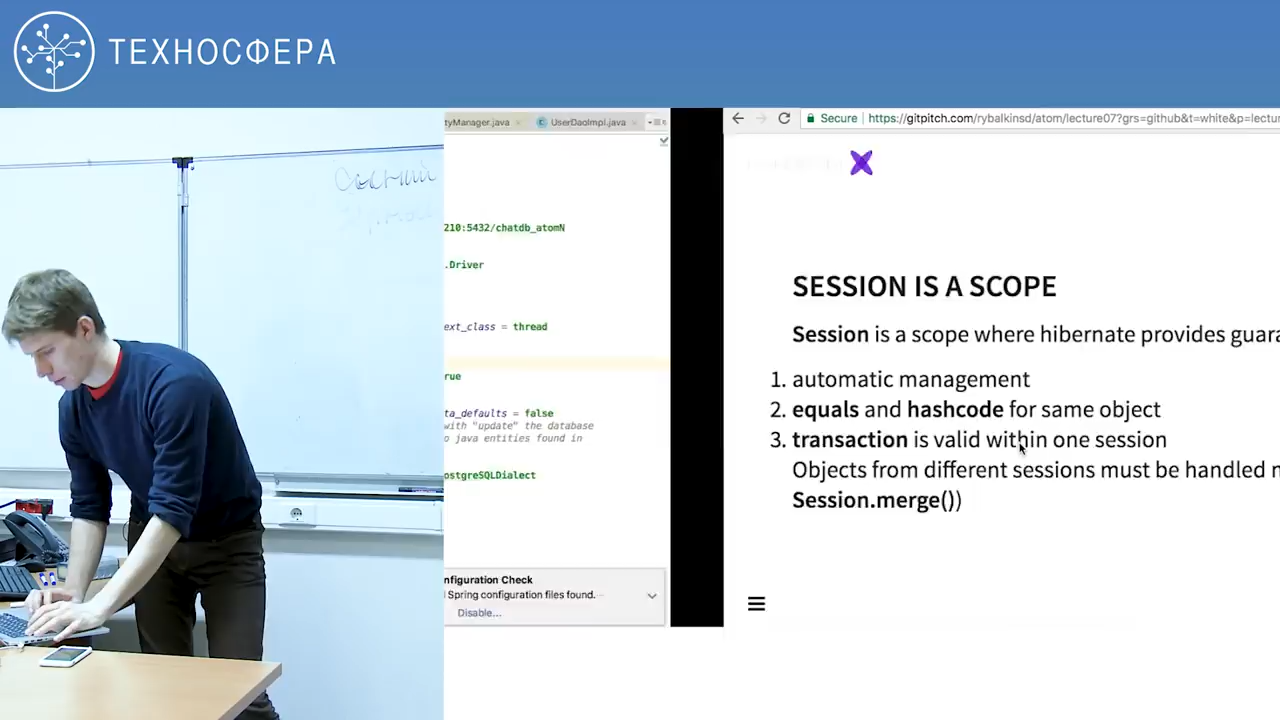 ТЕХНОСФЕРА
tyManager.java
UserDaoImpl.java
210:5432/chatdb_atomN
.Driver
ext_class = thread
rue
ta_defaults = false
with "update" the database
o java entities found in
ostgreSQLDialect
nfiguration Check
Spring configuration files found.
Disable...
Secure
https://gitpitch.com/rybalkinsd/atom/lecture07?grs=github&t=white&p=lectur
SESSION IS A SCOPE
Session is a scope where hibernate provides guara
1. automatic management
2. equals and hashcode for same object
3. transaction is valid within one session
Objects from different sessions must be handled
Session.merge())